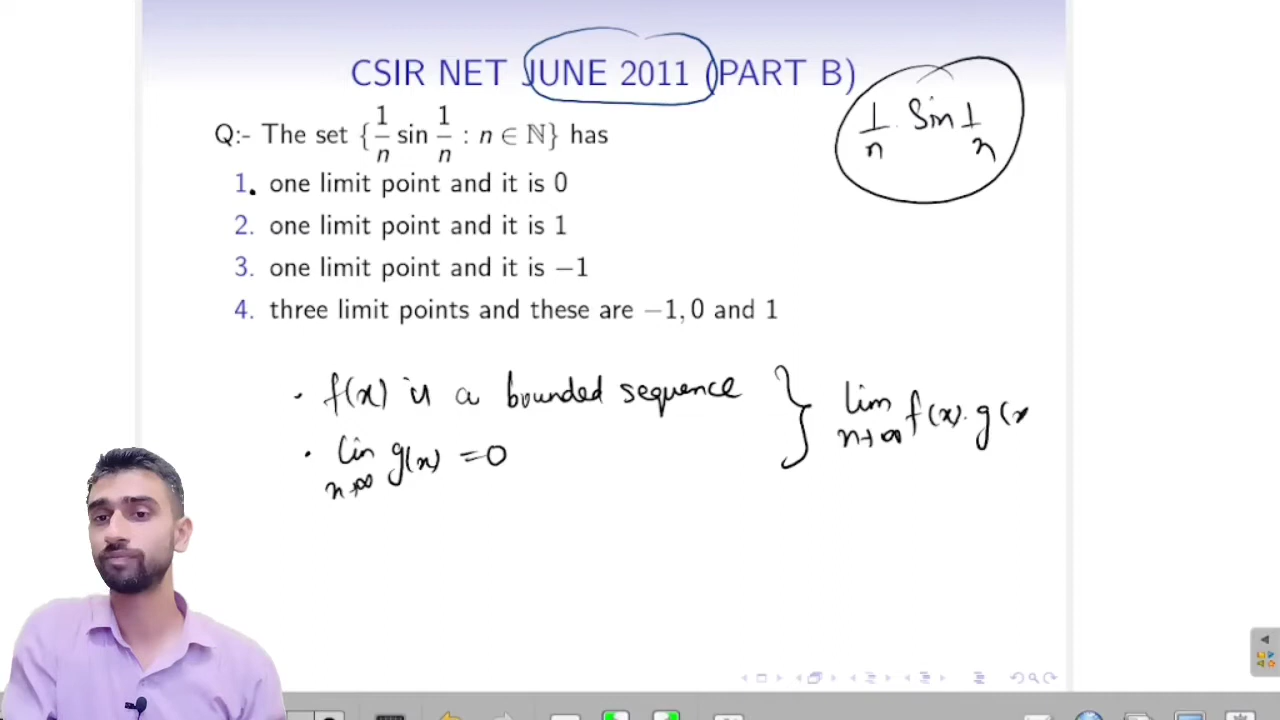 CSIR NET JUNE 2011 (PART B)
Q:- The set {1/n sin 1/n : n ∈ ℕ} has
1. one limit point and it is 0
2. one limit point and it is 1
3. one limit point and it is −1
4. three limit points and these are −1, 0 and 1
1/n . Sin 1/n
. f(x) is a bounded sequence
. lim n→∞ g(x) = 0
} lim n→∞ f(x). g(x